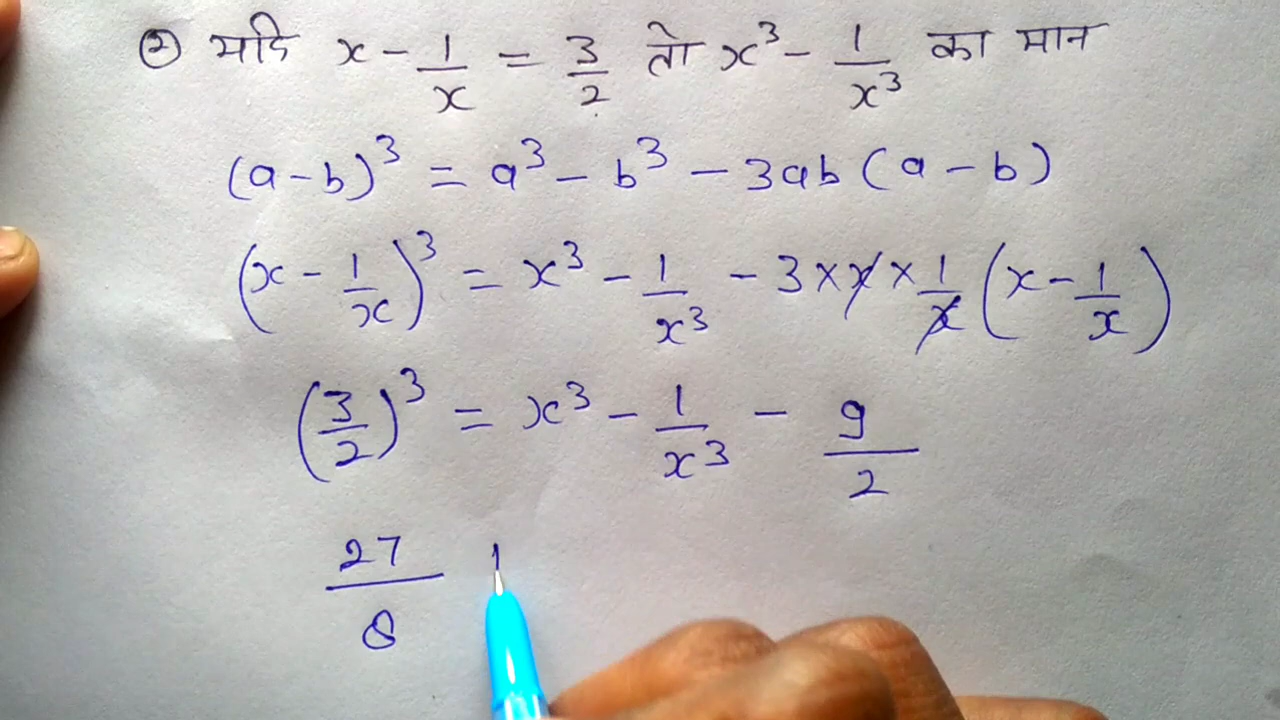 ② यदि x - 1/x = 3/2 तो x³ - 1/x³ का मान
(a-b)³ = a³ - b³ - 3ab(a-b)
(x - 1/x)³ = x³ - 1/x³ - 3×x×1/x(x - 1/x)
(3/2)³ = x³ - 1/x³ - 9/2
27/8